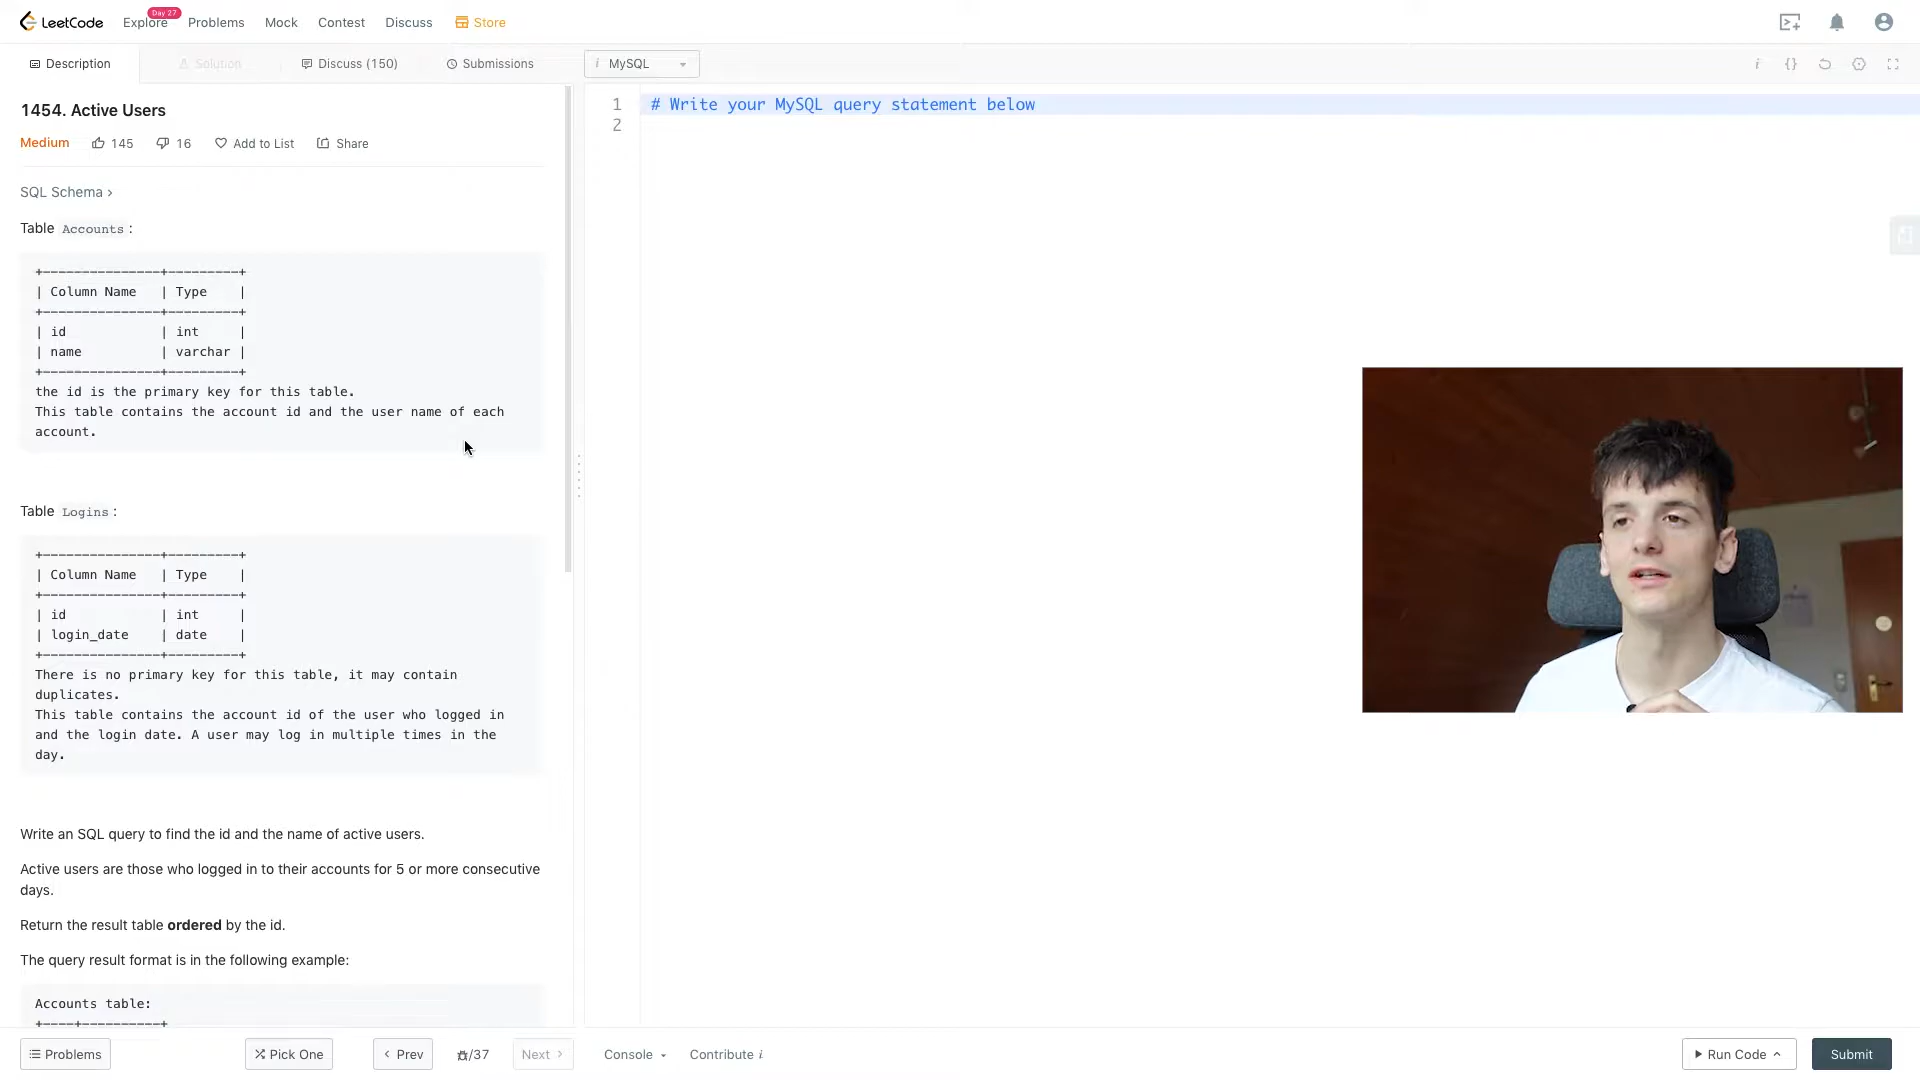 LeetCode
Explore
Day 27
Problems
Mock
Contest
Discuss
Store
Description
Solution
Discuss (150)
Submissions
i MySQL
i {}
1454. Active Users
Medium 145 16 Add to List Share
SQL Schema ›
Table Accounts :
+---------------+---------+
| Column Name   | Type    |
+---------------+---------+
| id            | int     |
| name          | varchar |
+---------------+---------+
the id is the primary key for this table.
This table contains the account id and the user name of each
account.
Table Logins :
+---------------+---------+
| Column Name   | Type    |
+---------------+---------+
| id            | int     |
| login_date    | date    |
+---------------+---------+
There is no primary key for this table, it may contain
duplicates.
This table contains the account id of the user who logged in
and the login date. A user may log in multiple times in the
day.
Write an SQL query to find the id and the name of active users.
Active users are those who logged in to their accounts for 5 or more consecutive
days.
Return the result table ordered by the id.
The query result format is in the following example:
Accounts table:
+----+----------+
1 # Write your MySQL query statement below
2
Problems
Pick One
‹ Prev
/37
Next ›
Console
Contribute i
Run Code
Submit